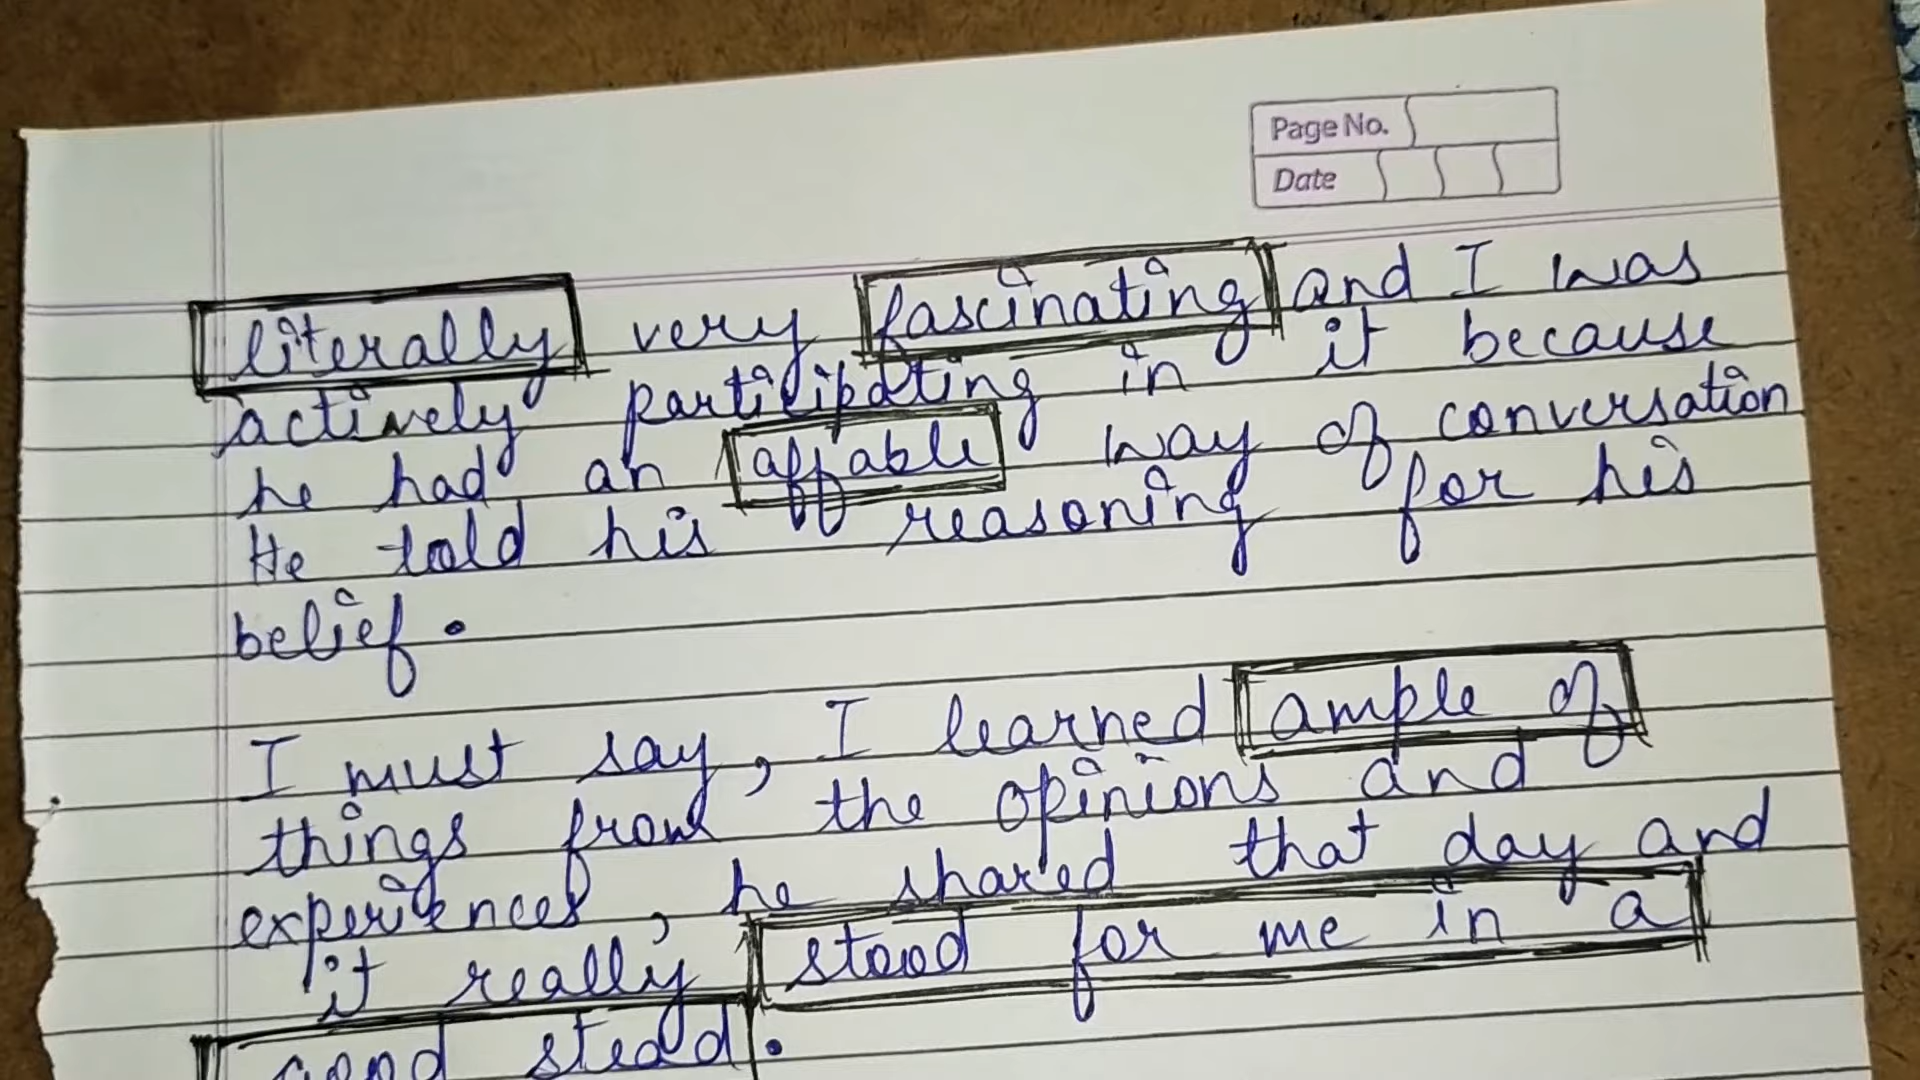 Page No.
Date
literally very fascinating and I was
actively participating in it because
he had an affable way of conversation
He told his reasoning for his
belief.
I must say, I learned ample of
things from the opinions and
experiences, he shared that day and
it really stood for me in a
good stead.